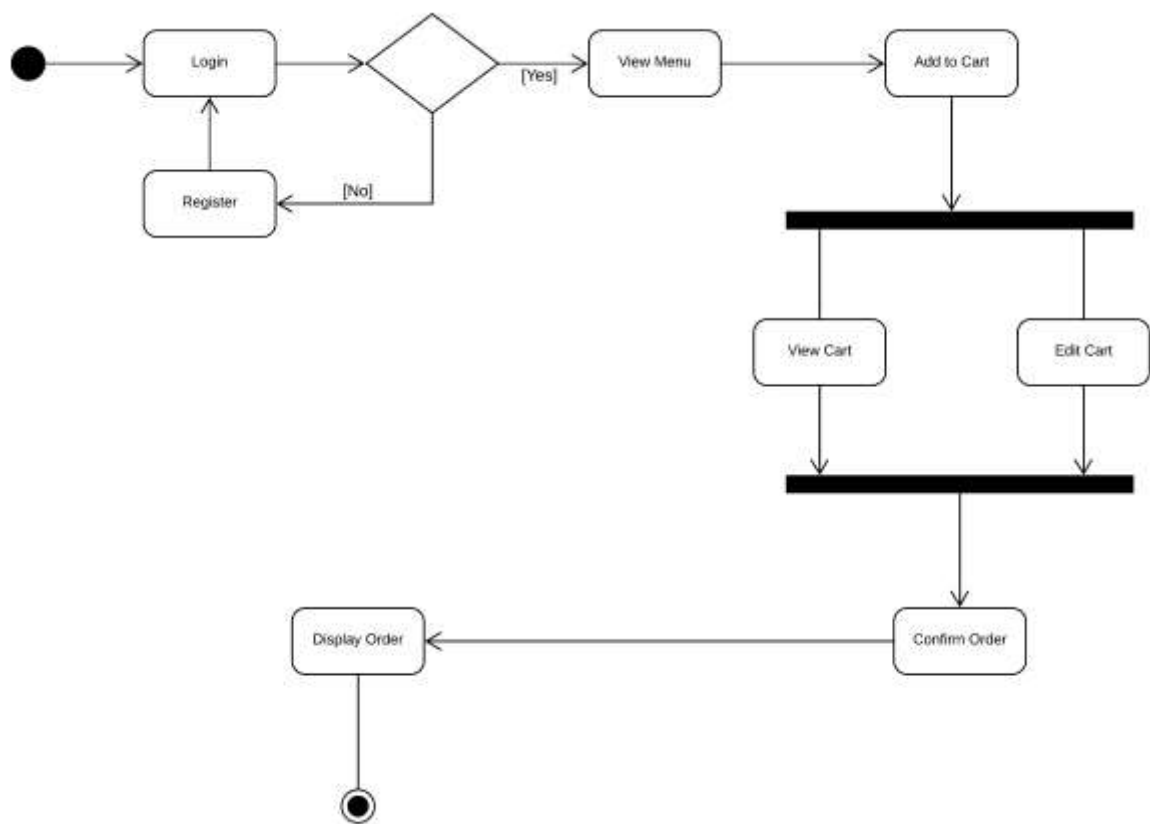 Login
[Yes]
View Menu
Add to Cart
Register
[No]
View Cart
Edit Cart
Display Order
Confirm Order